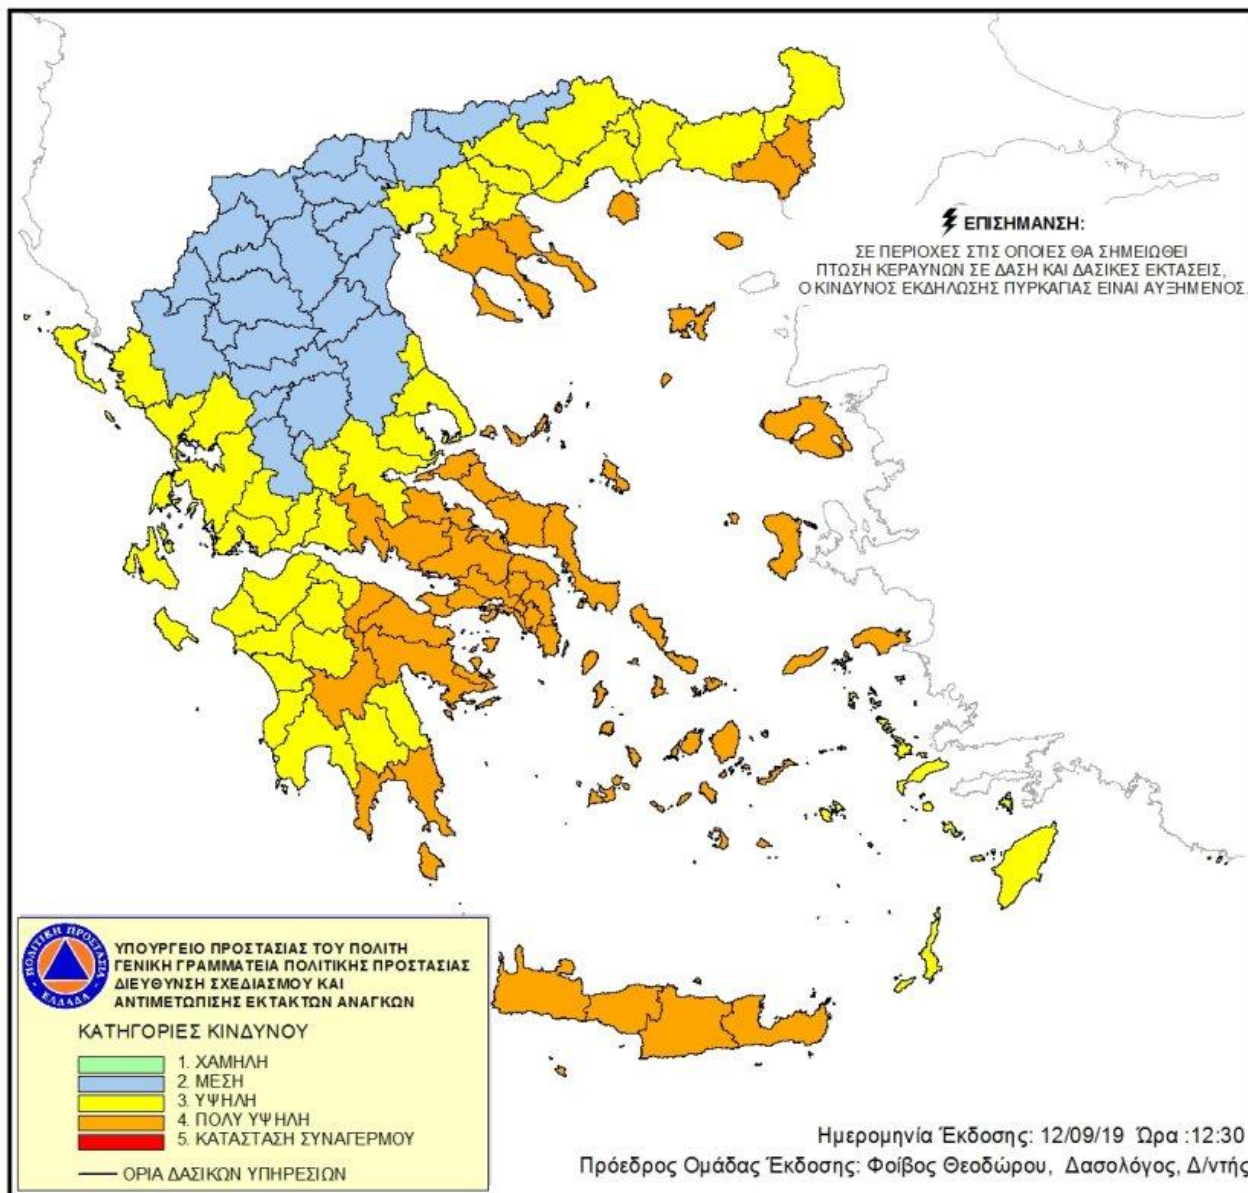 ΕΠΙΣΗΜΑΝΣΗ:
ΣΕ ΠΕΡΙΟΧΕΣ ΣΤΙΣ ΟΠΟΙΕΣ ΘΑ ΣΗΜΕΙΩΘΕΙ
ΠΤΩΣΗ ΚΕΡΑΥΝΩΝ ΣΕ ΔΑΣΗ ΚΑΙ ΔΑΣΙΚΕΣ ΕΚΤΑΣΕΙΣ,
Ο ΚΙΝΔΥΝΟΣ ΕΚΔΗΛΩΣΗΣ ΠΥΡΚΑΓΙΑΣ ΕΙΝΑΙ ΑΥΞΗΜΕΝΟΣ.
ΠΟΛΙΤΙΚΗ ΠΡΟΣΤΑΣΙΑ
ΕΛΛΑΔΑ
ΥΠΟΥΡΓΕΙΟ ΠΡΟΣΤΑΣΙΑΣ ΤΟΥ ΠΟΛΙΤΗ
ΓΕΝΙΚΗ ΓΡΑΜΜΑΤΕΙΑ ΠΟΛΙΤΙΚΗΣ ΠΡΟΣΤΑΣΙΑΣ
ΔΙΕΥΘΥΝΣΗ ΣΧΕΔΙΑΣΜΟΥ ΚΑΙ
ΑΝΤΙΜΕΤΩΠΙΣΗΣ ΕΚΤΑΚΤΩΝ ΑΝΑΓΚΩΝ
ΚΑΤΗΓΟΡΙΕΣ ΚΙΝΔΥΝΟΥ
1. ΧΑΜΗΛΗ
2. ΜΕΣΗ
3. ΥΨΗΛΗ
4. ΠΟΛΥ ΥΨΗΛΗ
5. ΚΑΤΑΣΤΑΣΗ ΣΥΝΑΓΕΡΜΟΥ
ΟΡΙΑ ΔΑΣΙΚΩΝ ΥΠΗΡΕΣΙΩΝ
Ημερομηνία Έκδοσης: 12/09/19 Ώρα :12:30
Πρόεδρος Ομάδας Έκδοσης: Φοίβος Θεοδώρου, Δασολόγος, Δ/ντής